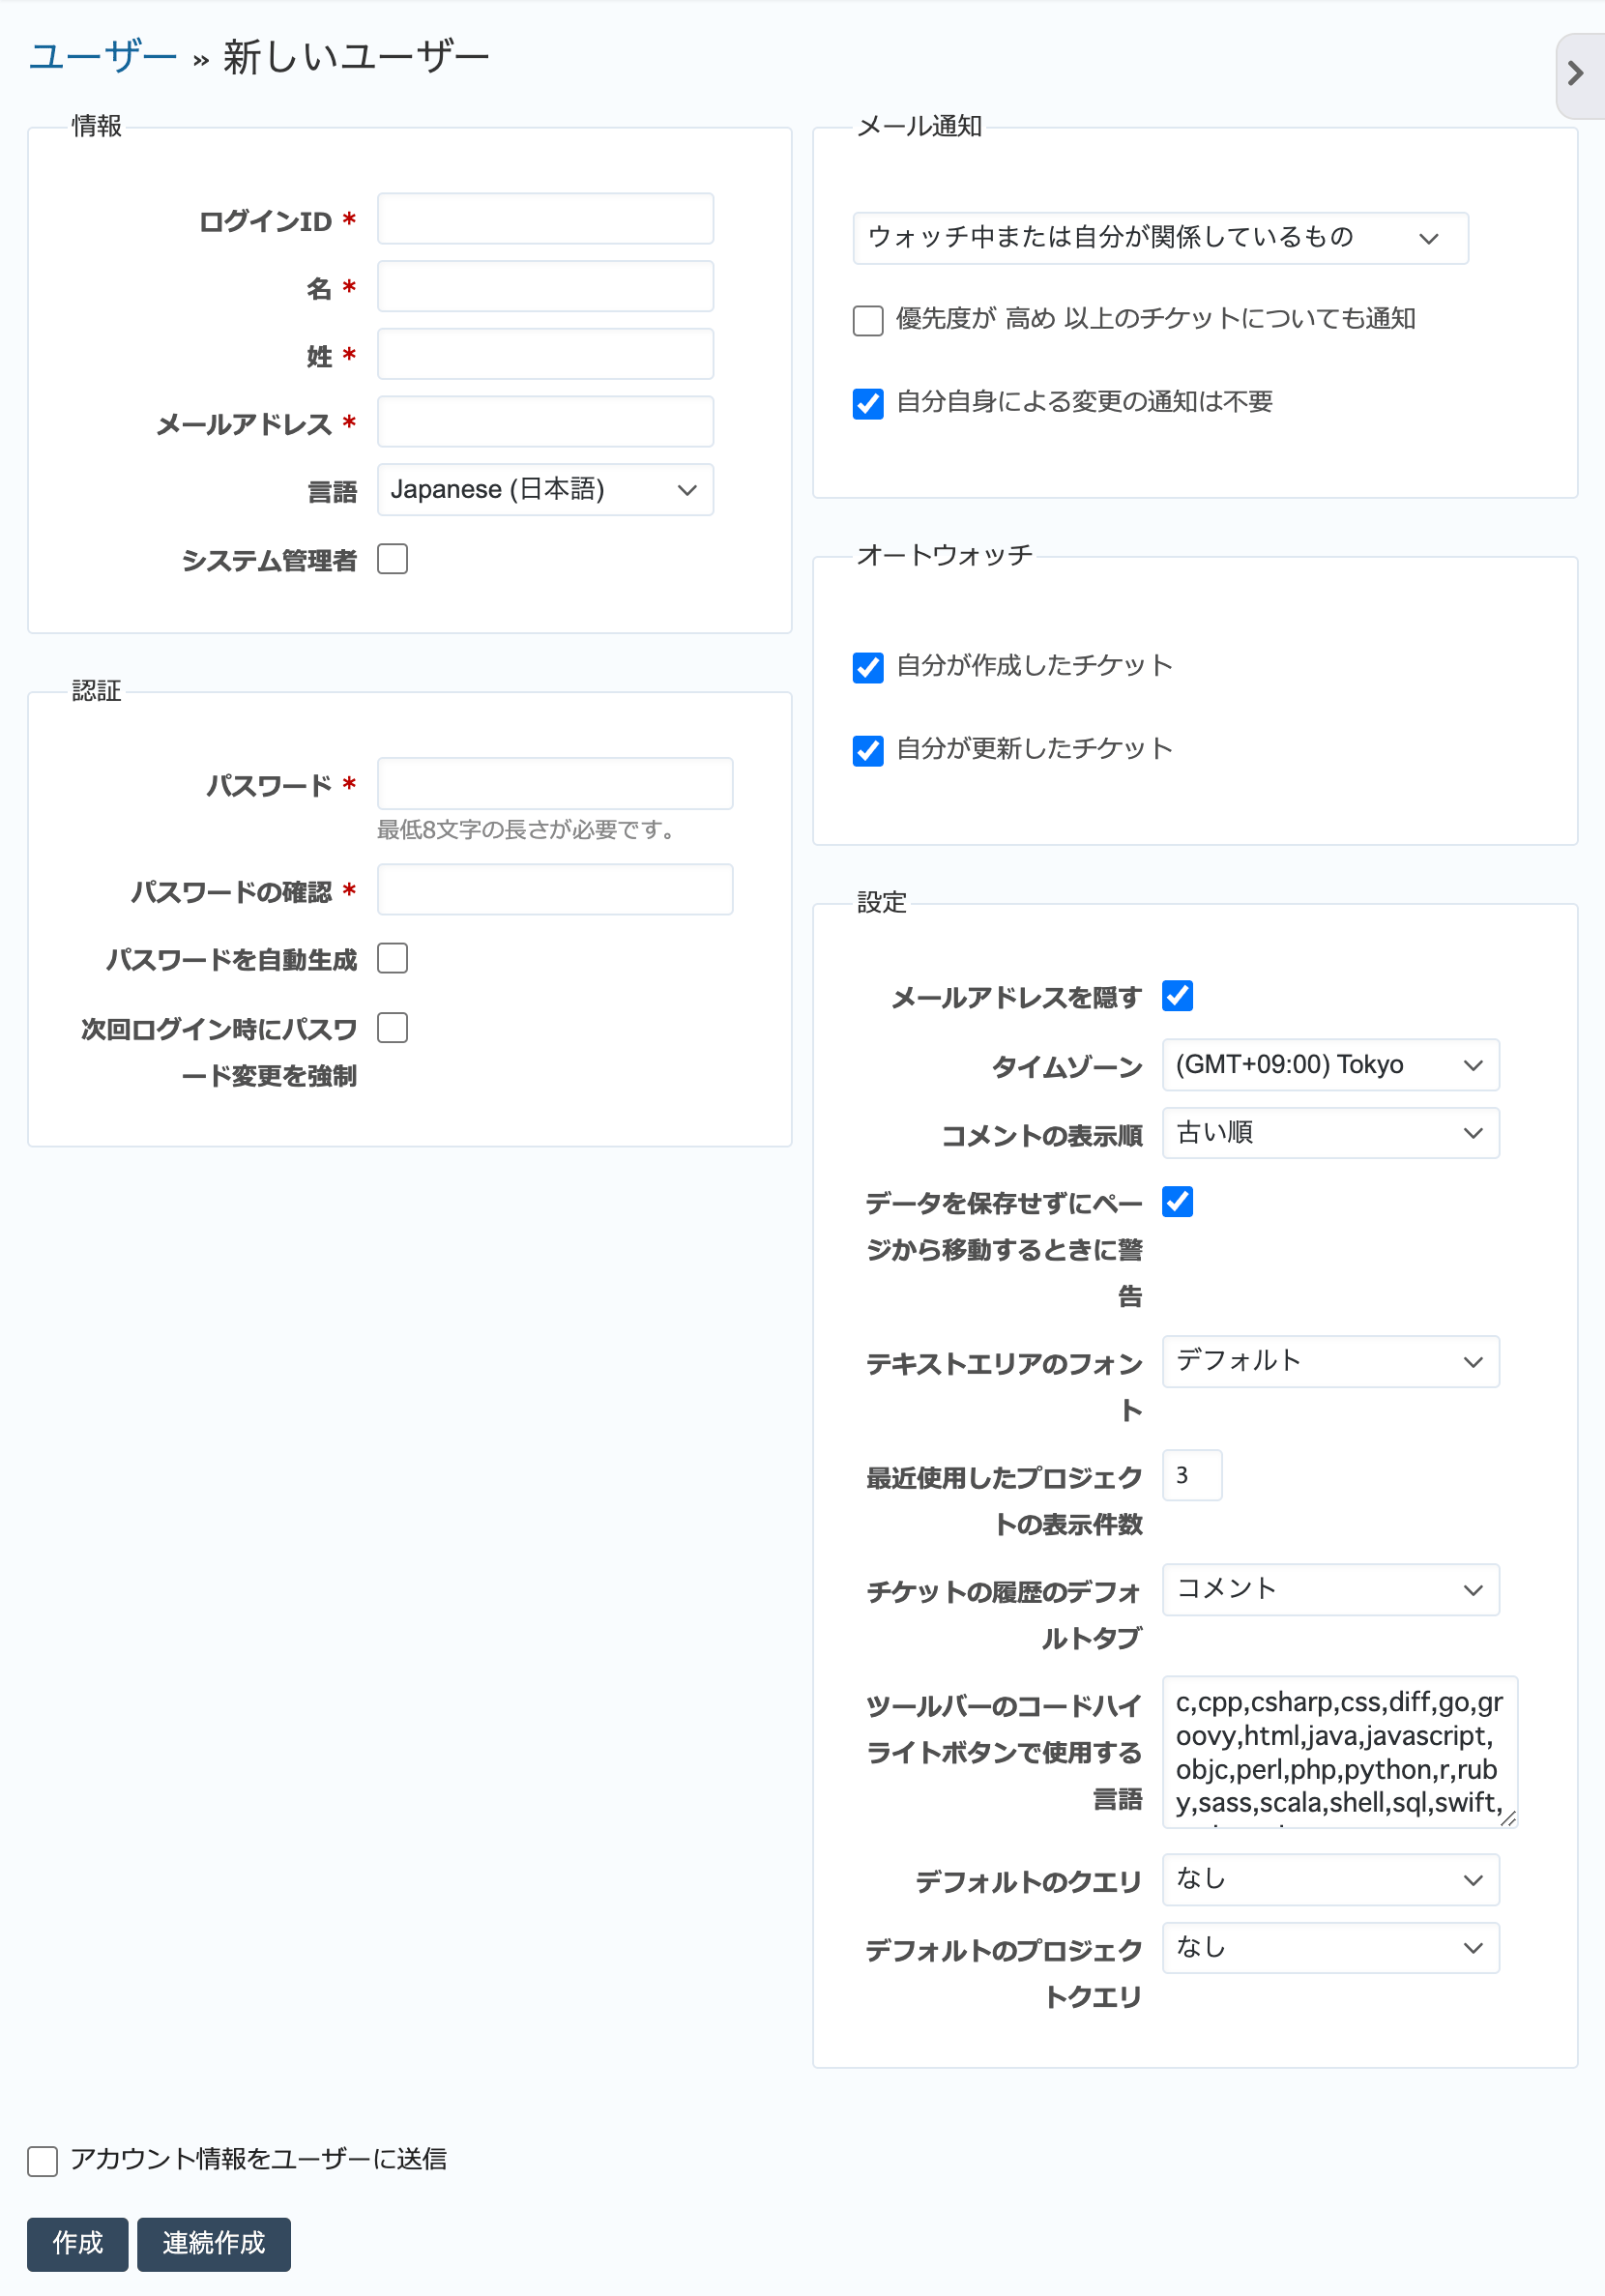 ユーザー » 新しいユーザー
情報
ログインID *
名 *
姓 *
メールアドレス *
言語 Japanese (日本語)
システム管理者
認証
パスワード *
最低8文字の長さが必要です。
パスワードの確認 *
パスワードを自動生成
次回ログイン時にパスワ
ード変更を強制
メール通知
ウォッチ中または自分が関係しているもの
優先度が 高め 以上のチケットについても通知
自分自身による変更の通知は不要
オートウォッチ
自分が作成したチケット
自分が更新したチケット
設定
メールアドレスを隠す
タイムゾーン (GMT+09:00) Tokyo
コメントの表示順 古い順
データを保存せずにペー
ジから移動するときに警
告
テキストエリアのフォン
ト
デフォルト
最近使用したプロジェク
トの表示件数
3
チケットの履歴のデフォ
ルトタブ
コメント
ツールバーのコードハイ
ライトボタンで使用する
言語
c,cpp,csharp,css,diff,go,gr
oovy,html,java,javascript,
objc,perl,php,python,r,rub
y,sass,scala,shell,sql,swift,
デフォルトのクエリ なし
デフォルトのプロジェク
トクエリ
なし
アカウント情報をユーザーに送信
作成 連続作成